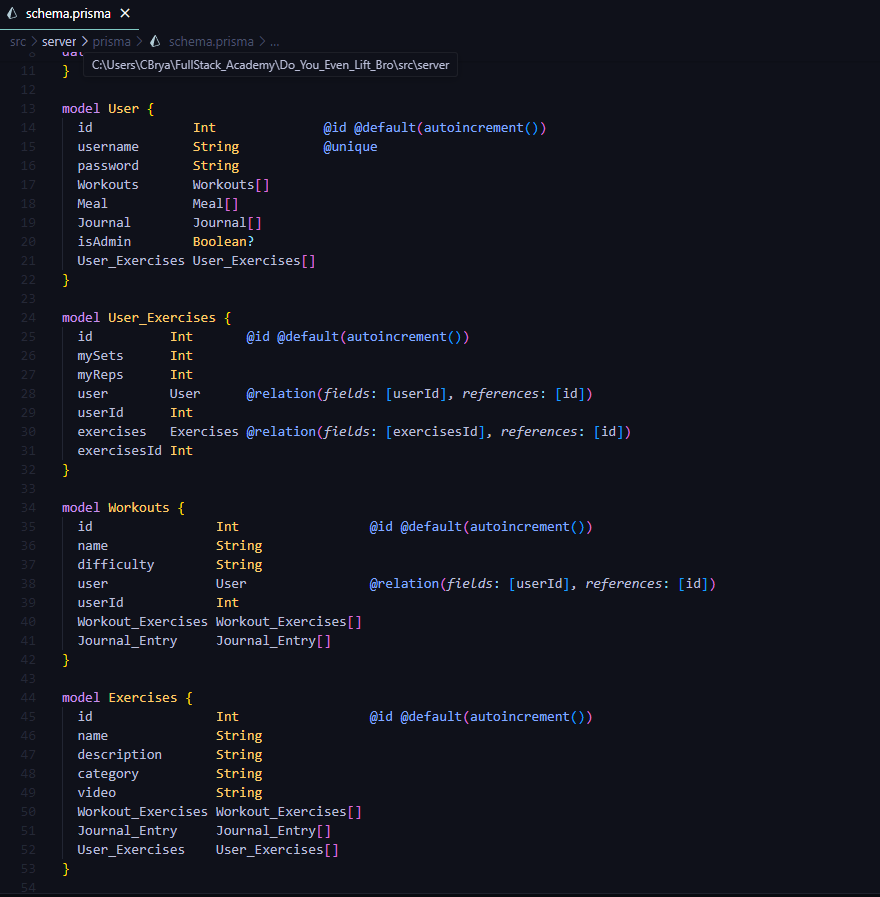 schema.prisma ×
src > server > prisma > schema.prisma > ...
C:\Users\CBrya\FullStack_Academy\Do_You_Even_Lift_Bro\src\server
11 }
12
13 model User {
14 id Int @id @default(autoincrement())
15 username String @unique
16 password String
17 Workouts Workouts[]
18 Meal Meal[]
19 Journal Journal[]
20 isAdmin Boolean?
21 User_Exercises User_Exercises[]
22 }
23
24 model User_Exercises {
25 id Int @id @default(autoincrement())
26 mySets Int
27 myReps Int
28 user User @relation(fields: [userId], references: [id])
29 userId Int
30 exercises Exercises @relation(fields: [exercisesId], references: [id])
31 exercisesId Int
32 }
33
34 model Workouts {
35 id Int @id @default(autoincrement())
36 name String
37 difficulty String
38 user User @relation(fields: [userId], references: [id])
39 userId Int
40 Workout_Exercises Workout_Exercises[]
41 Journal_Entry Journal_Entry[]
42 }
43
44 model Exercises {
45 id Int @id @default(autoincrement())
46 name String
47 description String
48 category String
49 video String
50 Workout_Exercises Workout_Exercises[]
51 Journal_Entry Journal_Entry[]
52 User_Exercises User_Exercises[]
53 }
54